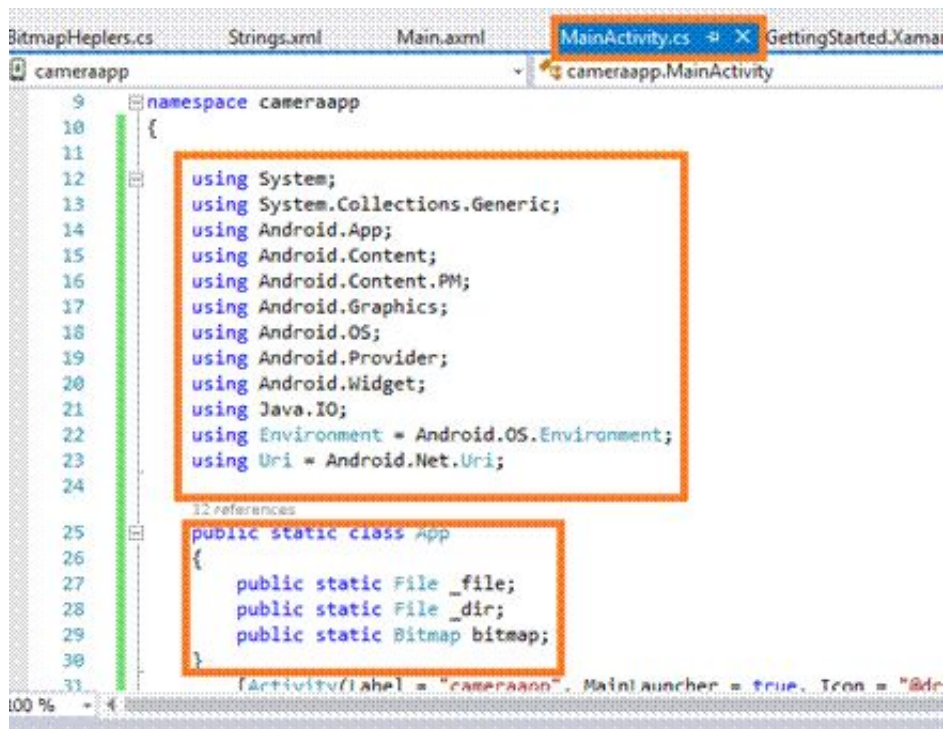 BitmapHeplers.cs Strings.xml Main.axml MainActivity.cs GettingStarted.Xamar
cameraapp cameraapp.MainActivity
9 namespace cameraapp
10 {
11
12 using System;
13 using System.Collections.Generic;
14 using Android.App;
15 using Android.Content;
16 using Android.Content.PM;
17 using Android.Graphics;
18 using Android.OS;
19 using Android.Provider;
20 using Android.Widget;
21 using Java.IO;
22 using Environment = Android.OS.Environment;
23 using Uri = Android.Net.Uri;
24
12 references
25 public static class App
26 {
27 public static File _file;
28 public static File _dir;
29 public static Bitmap bitmap;
30 }
31 [Activity(Label = "cameraapp", MainLauncher = true, Icon = "@dr
100 %